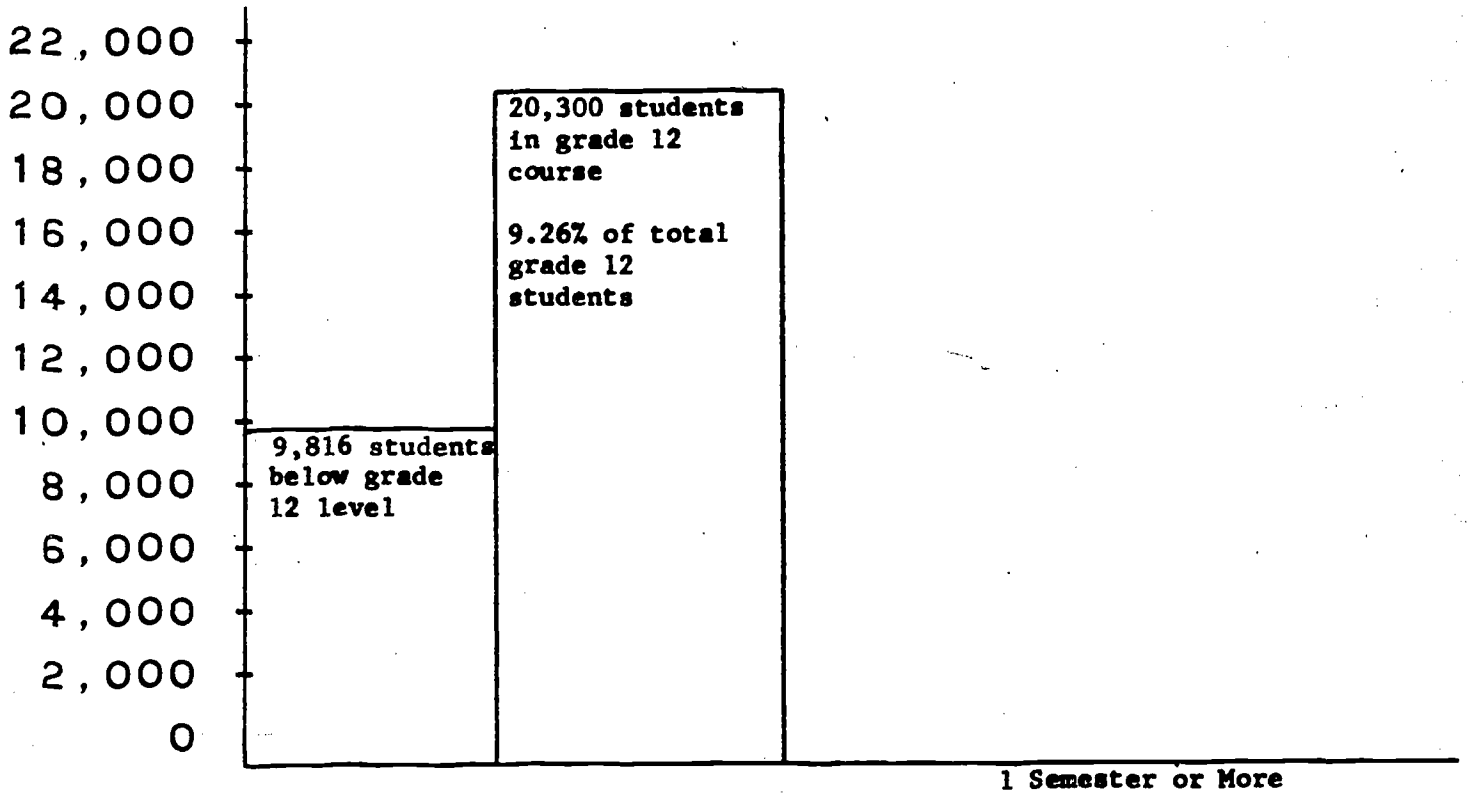 22,000
20,000
18,000
16,000
14,000
12,000
10,000
8,000
6,000
4,000
2,000
0
9,816 students
below grade
12 level
20,300 students
in grade 12
course
9.26% of total
grade 12
students
1 Semester or More